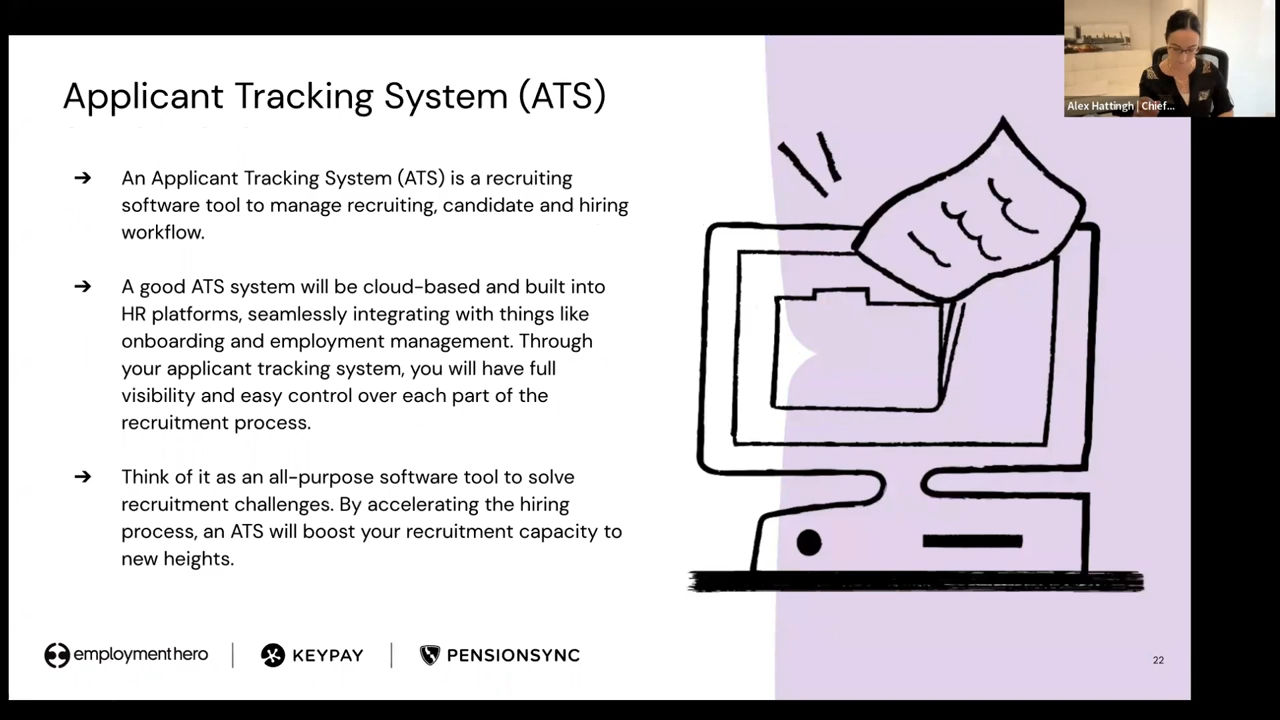 Applicant Tracking System (ATS)
➔ An Applicant Tracking System (ATS) is a recruiting
software tool to manage recruiting, candidate and hiring
workflow.
➔ A good ATS system will be cloud-based and built into
HR platforms, seamlessly integrating with things like
onboarding and employment management. Through
your applicant tracking system, you will have full
visibility and easy control over each part of the
recruitment process.
➔ Think of it as an all-purpose software tool to solve
recruitment challenges. By accelerating the hiring
process, an ATS will boost your recruitment capacity to
new heights.
employmenthero | KEYPAY | PENSIONSYNC
22
Alex Hattingh | Chief...